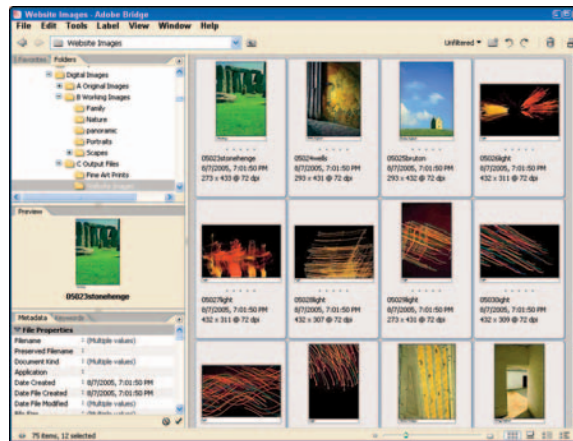 Website Images - Adobe Bridge
File Edit Tools Label View Window Help
Website Images
Unfiltered
Favorites Folders
Digital Images
A Original Images
B Working Images
Family
Nature
panoramic
Portraits
Scapes
C Output Files
Fine Art Prints
Website Images
Preview
05023stonehenge
Metadata Keywords
File Properties
Filename : (Multiple values)
Preserved Filename :
Document Kind : (Multiple values)
Application :
Date Created : 8/7/2005, 7:01:50 PM
Date File Created : 8/7/2005, 7:01:50 PM
Date File Modified : (Multiple values)
75 items, 12 selected
05023stonehenge
8/7/2005, 7:01:50 PM
273 x 433 @ 72 dpi
05024wells
8/7/2005, 7:01:50 PM
293 x 431 @ 72 dpi
05025bruton
8/7/2005, 7:01:50 PM
293 x 432 @ 72 dpi
05026light
8/7/2005, 7:01:50 PM
432 x 311 @ 72 dpi
05027light
8/7/2005, 7:01:50 PM
432 x 311 @ 72 dpi
05028light
8/7/2005, 7:01:50 PM
432 x 307 @ 72 dpi
05029light
8/7/2005, 7:01:50 PM
273 x 431 @ 72 dpi
05030light
8/7/2005, 7:01:50 PM
432 x 309 @ 72 dpi